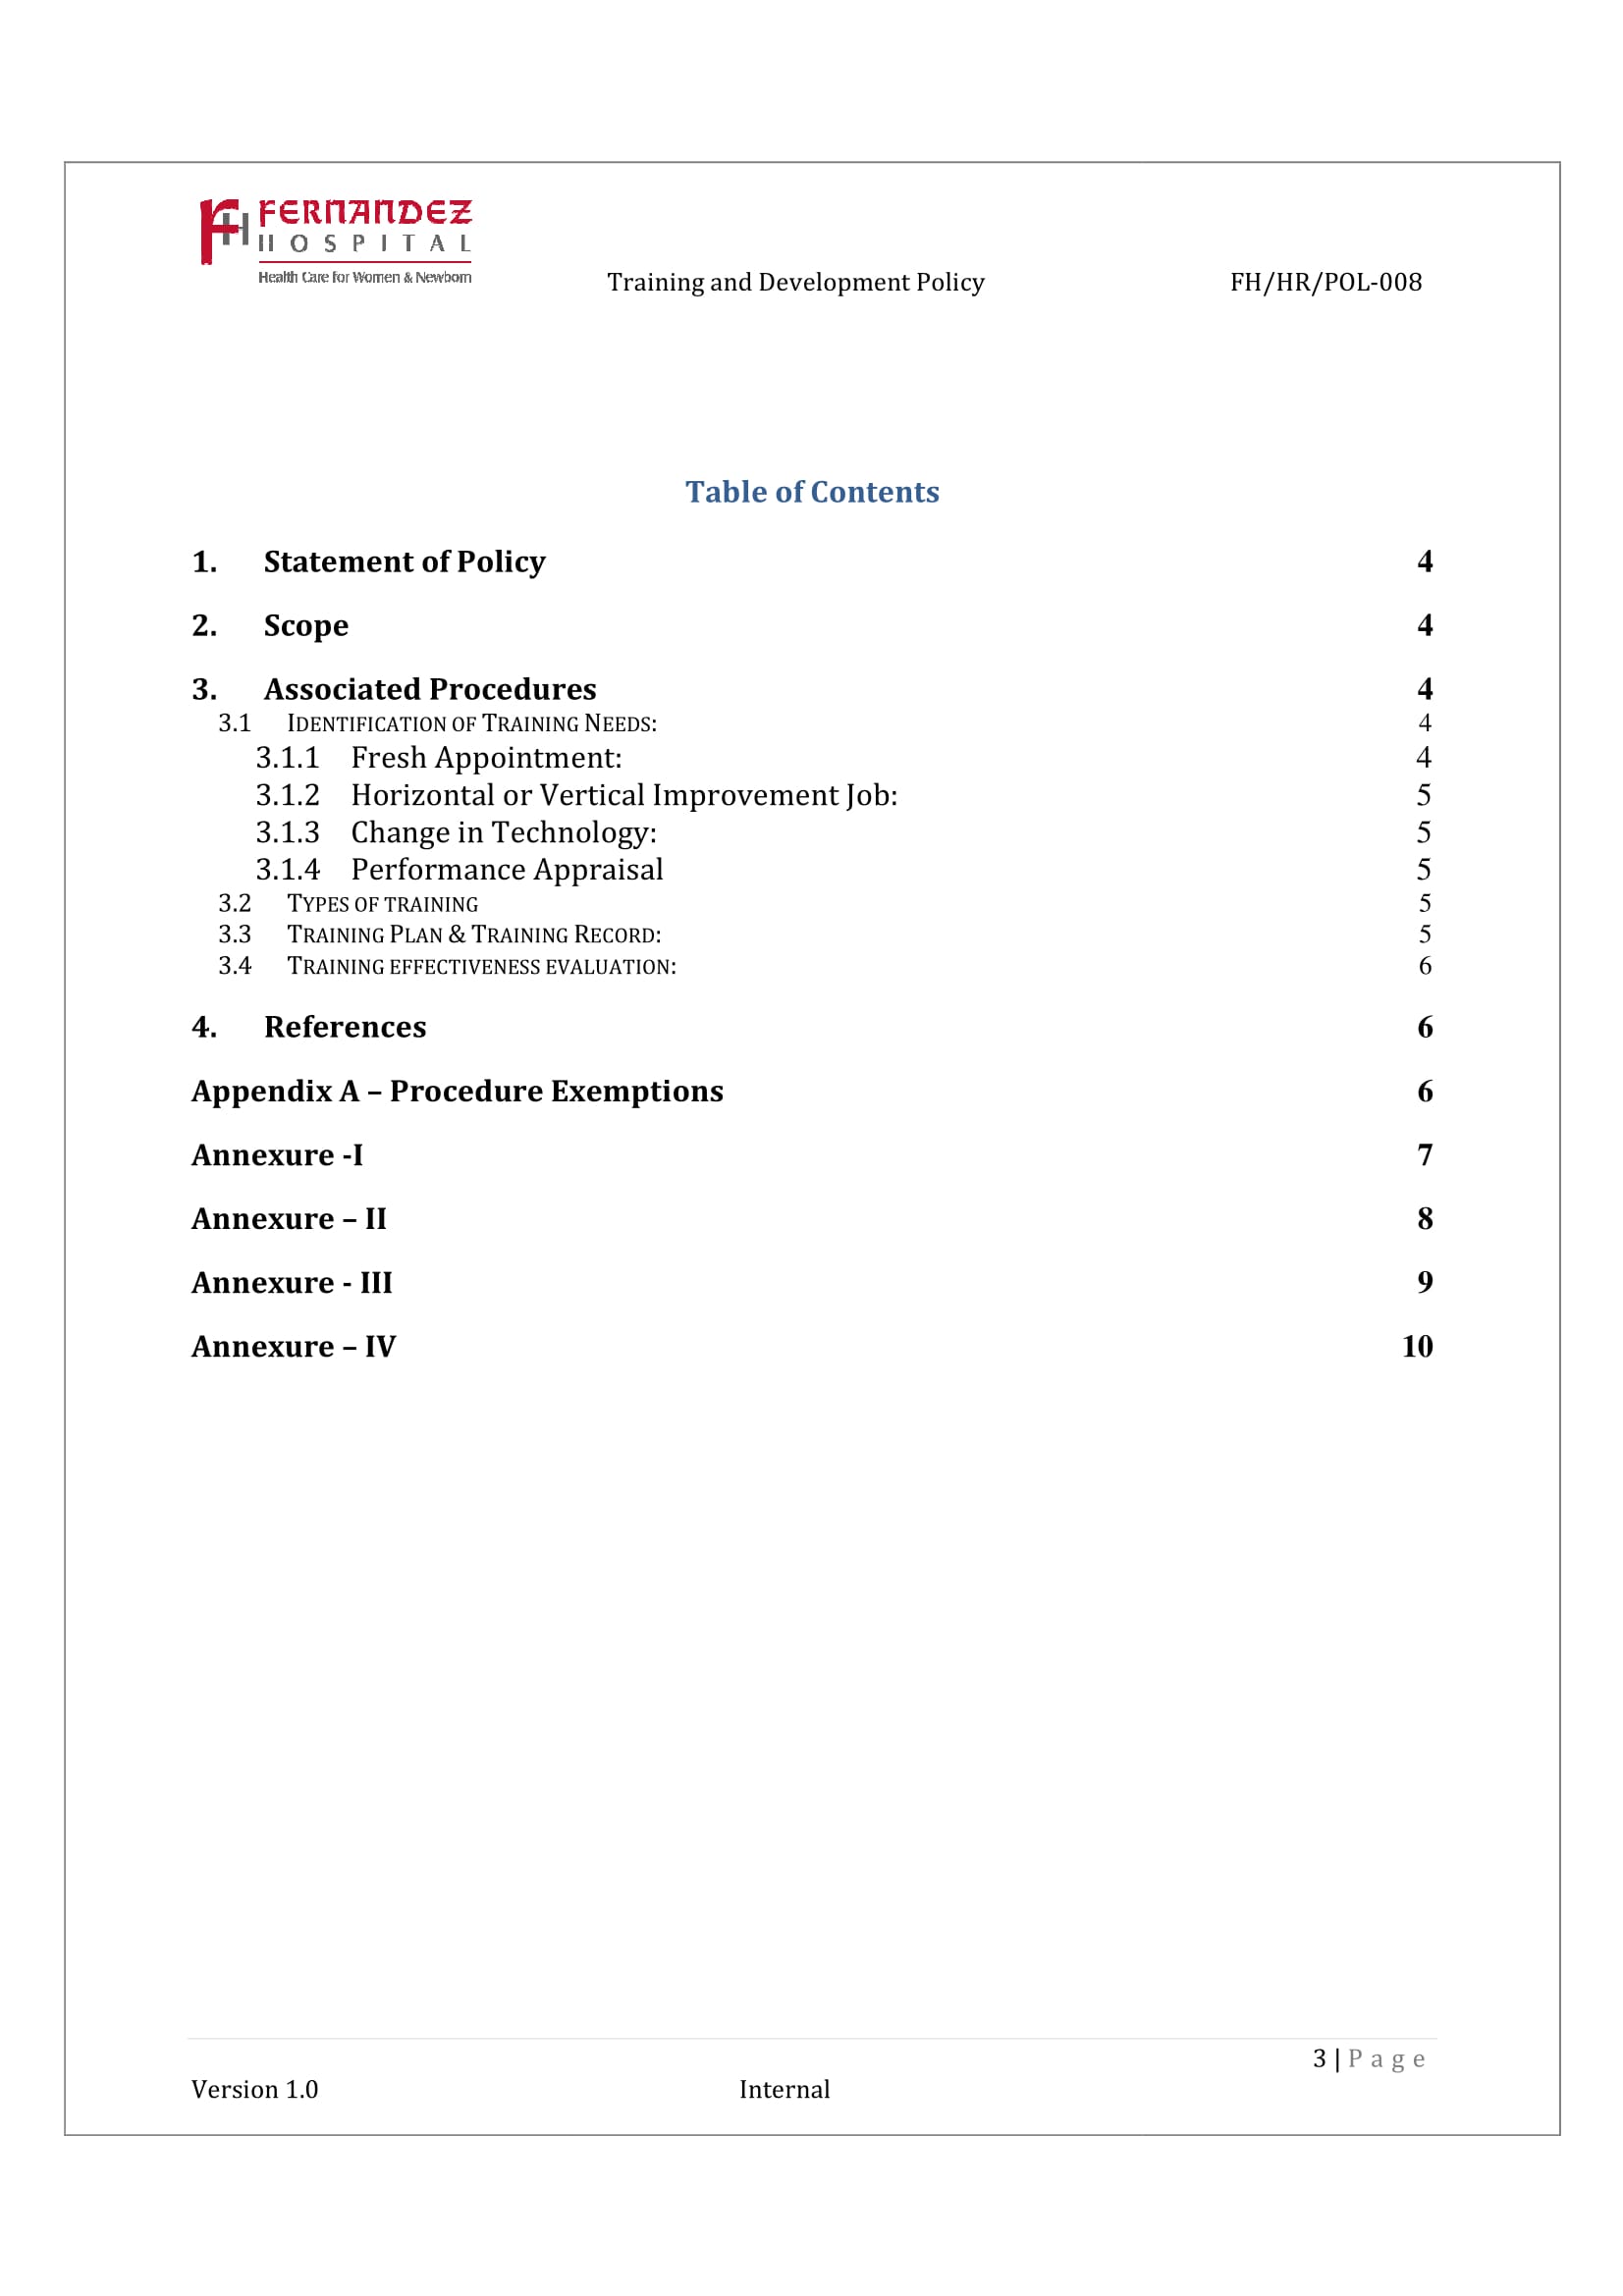 FERNANDEZ
HOSPITAL
Health Care for Women & Newborn
Training and Development Policy FH/HR/POL-008
Table of Contents
1. Statement of Policy 4
2. Scope 4
3. Associated Procedures 4
3.1 Identification of Training Needs: 4
3.1.1 Fresh Appointment: 4
3.1.2 Horizontal or Vertical Improvement Job: 5
3.1.3 Change in Technology: 5
3.1.4 Performance Appraisal 5
3.2 Types of training 5
3.3 Training Plan & Training Record: 5
3.4 Training effectiveness evaluation: 6
4. References 6
Appendix A – Procedure Exemptions 6
Annexure -I 7
Annexure – II 8
Annexure - III 9
Annexure – IV 10
3 | Page
Version 1.0 Internal